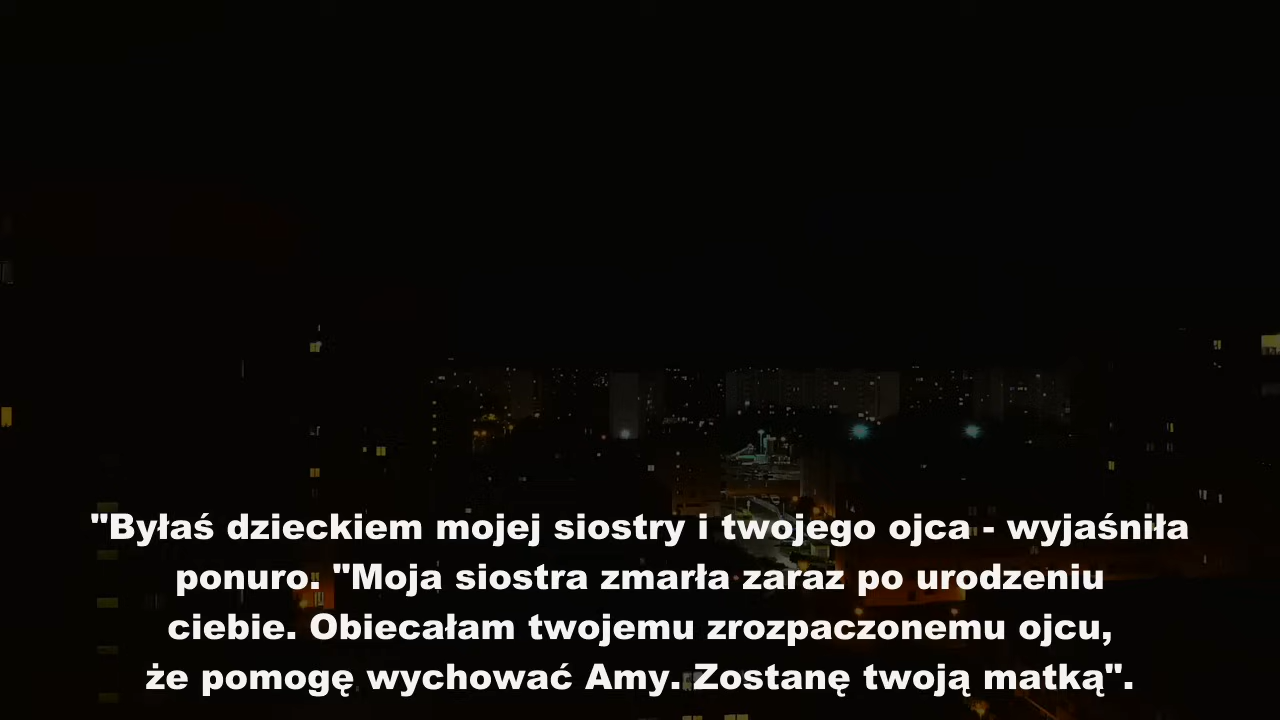 "Byłaś dzieckiem mojej siostry i twojego ojca - wyjaśniła
ponuro. "Moja siostra zmarła zaraz po urodzeniu
ciebie. Obiecałam twojemu zrozpaczonemu ojcu,
że pomogę wychować Amy. Zostanę twoją matką".